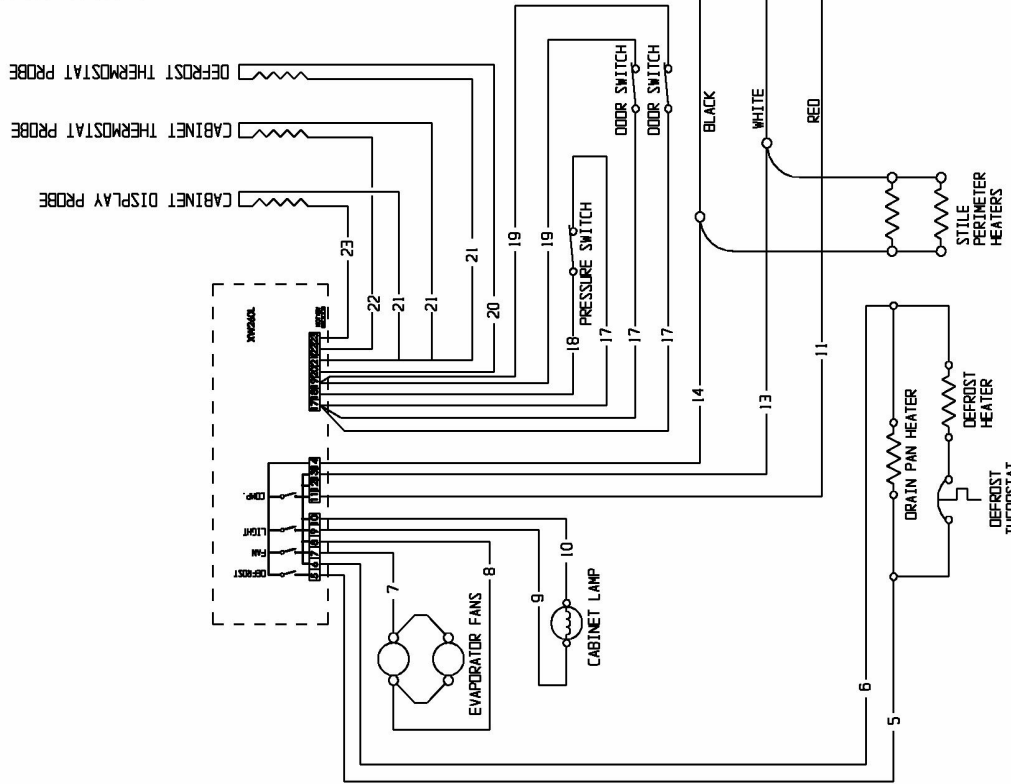 DEFROST THERMOSTAT PROBE
CABINET THERMOSTAT PROBE
CABINET DISPLAY PROBE
23
22
21
21
21
20
19
19
18
17
17
17
PRESSURE SWITCH
DOOR SWITCH
DOOR SWITCH
BLACK
WHITE
RED
14
13
11
STILE
PERIMETER
HEATERS
COMP.
LIGHT
FAN
DEFROST
7
8
9
10
EVAPORATOR FANS
CABINET LAMP
6
5
DRAIN PAN HEATER
DEFROST
HEATER
DEFROST